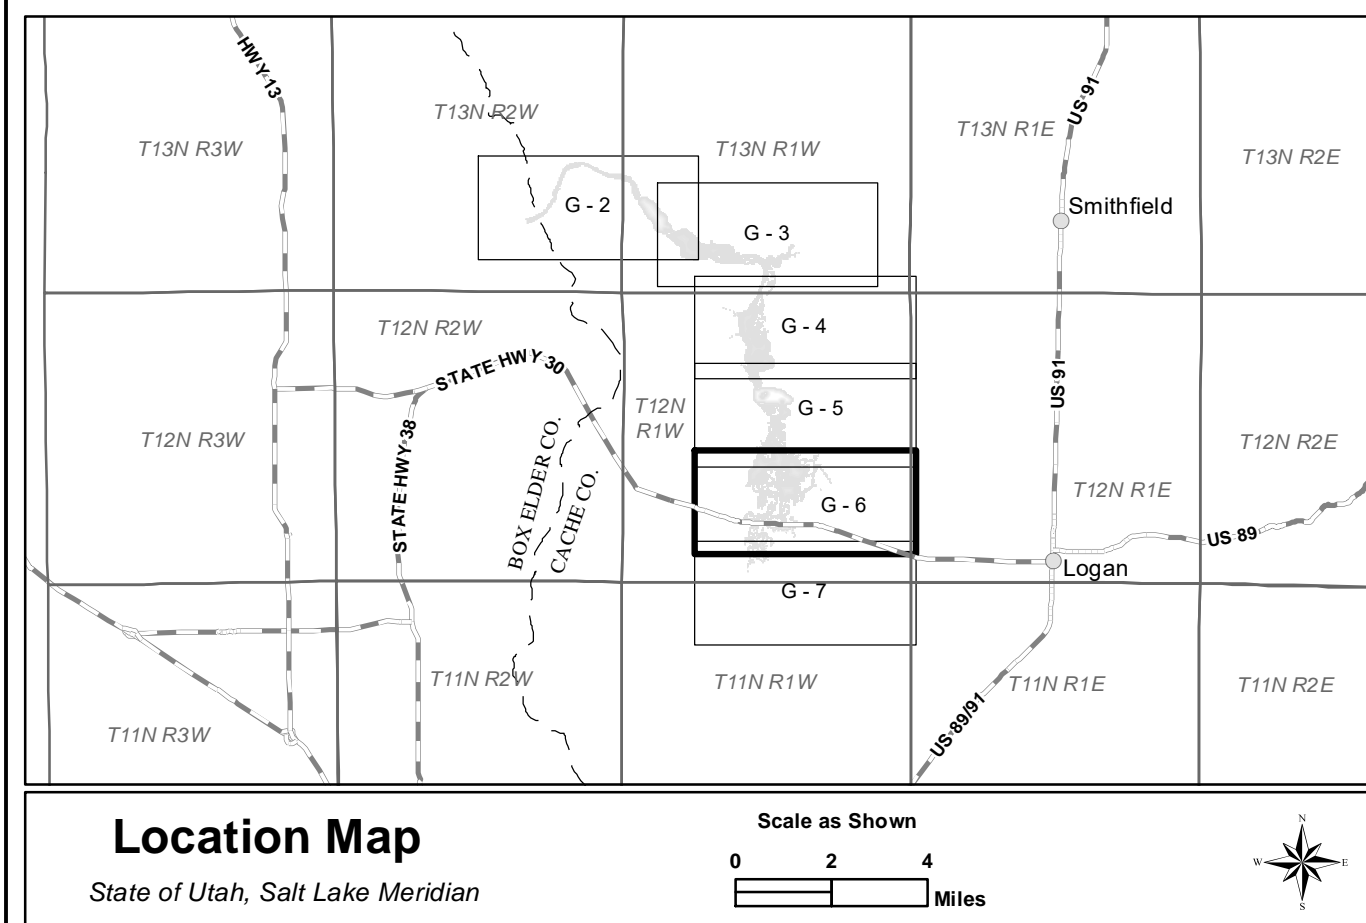 HWY 13
US 91
T13N R2W
T13N R1E
T13N R3W
T13N R1W
T13N R2E
G - 2
Smithfield
G - 3
T12N R2W
G - 4
STATE HWY 30
US 91
T12N
R1W
G - 5
T12N R3W
STATE HWY 38
BOX ELDER CO.
CACHE CO.
T12N R2E
T12N R1E
G - 6
US 89
Logan
G - 7
T11N R2W
T11N R1W
T11N R1E
T11N R2E
T11N R3W
US 89/91
Location Map
State of Utah, Salt Lake Meridian
Scale as Shown
0 2 4
Miles
N
W E
S